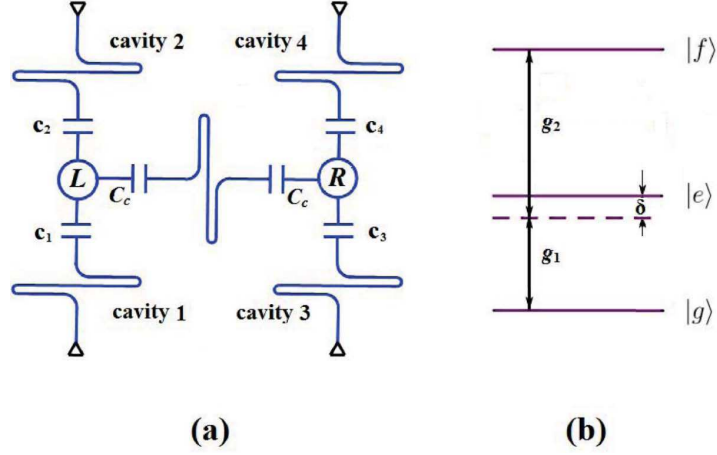 cavity 2
cavity 4
c₂
c₄
L
R
C_c
C_c
c₁
c₃
cavity 1
cavity 3
(a)
|f⟩
g₂
|e⟩
δ
g₁
|g⟩
(b)